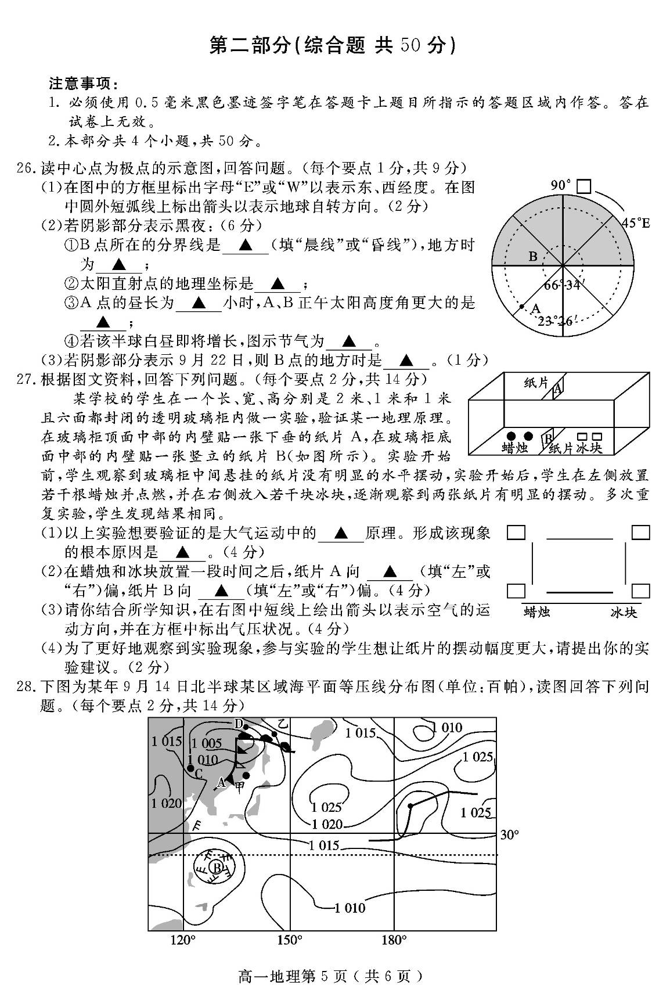 第二部分(综合题 共 50 分)
注意事项:
1. 必须使用 0.5 毫米黑色墨迹签字笔在答题卡上题目所指示的答题区域内作答。答在
试卷上无效。
2. 本部分共 4 个小题,共 50 分。
26. 读中心点为极点的示意图,回答问题。(每个要点 1 分,共 9 分)
(1)在图中的方框里标出字母“E”或“W”以表示东、西经度。在图
中圆外短弧线上标出箭头以表示地球自转方向。(2 分)
(2)若阴影部分表示黑夜:(6 分)
①B 点所在的分界线是 ▲ (填“晨线”或“昏线”),地方时
为 ▲ ;
②太阳直射点的地理坐标是 ▲ ;
③A 点的昼长为 ▲ 小时,A、B 正午太阳高度角更大的是
▲ ;
④若该半球白昼即将增长,图示节气为 ▲ 。
(3)若阴影部分表示 9 月 22 日,则 B 点的地方时是 ▲ 。(1 分)
90° □
45°E
B
66°34′
A
23°26′
27. 根据图文资料,回答下列问题。(每个要点 2 分,共 14 分)
某学校的学生在一个长、宽、高分别是 2 米、1 米和 1 米
且六面都封闭的透明玻璃柜内做一实验,验证某一地理原理。
在玻璃柜顶面中部的内壁贴一张下垂的纸片 A,在玻璃柜底
面中部的内壁贴一张竖立的纸片 B(如图所示)。实验开始
前,学生观察到玻璃柜中间悬挂的纸片没有明显的水平摆动,实验开始后,学生在左侧放置
若干根蜡烛并点燃,并在右侧放入若干块冰块,逐渐观察到两张纸片有明显的摆动。多次重
复实验,学生发现结果相同。
纸片 A
B
蜡烛 纸片 冰块
(1)以上实验想要验证的是大气运动中的 ▲ 原理。形成该现象
的根本原因是 ▲ 。(4 分)
(2)在蜡烛和冰块放置一段时间之后,纸片 A 向 ▲ (填“左”或
“右”)偏,纸片 B 向 ▲ (填“左”或“右”)偏。(4 分)
(3)请你结合所学知识,在右图中短线上绘出箭头以表示空气的运
动方向,并在方框中标出气压状况。(4 分)
蜡烛 冰块
(4)为了更好地观察到实验现象,参与实验的学生想让纸片的摆动幅度更大,请提出你的实
验建议。(2 分)
28. 下图为某年 9 月 14 日北半球某区域海平面等压线分布图(单位:百帕),读图回答下列问
题。(每个要点 2 分,共 14 分)
D 乙
1 015 1 010
1 015 1 005
1 010 1 025
C
A 甲
1 020 1 025 1 025
1 020
30°
1 015
B
1 010
120° 150° 180°
高一地理第 5 页 ( 共 6 页 )